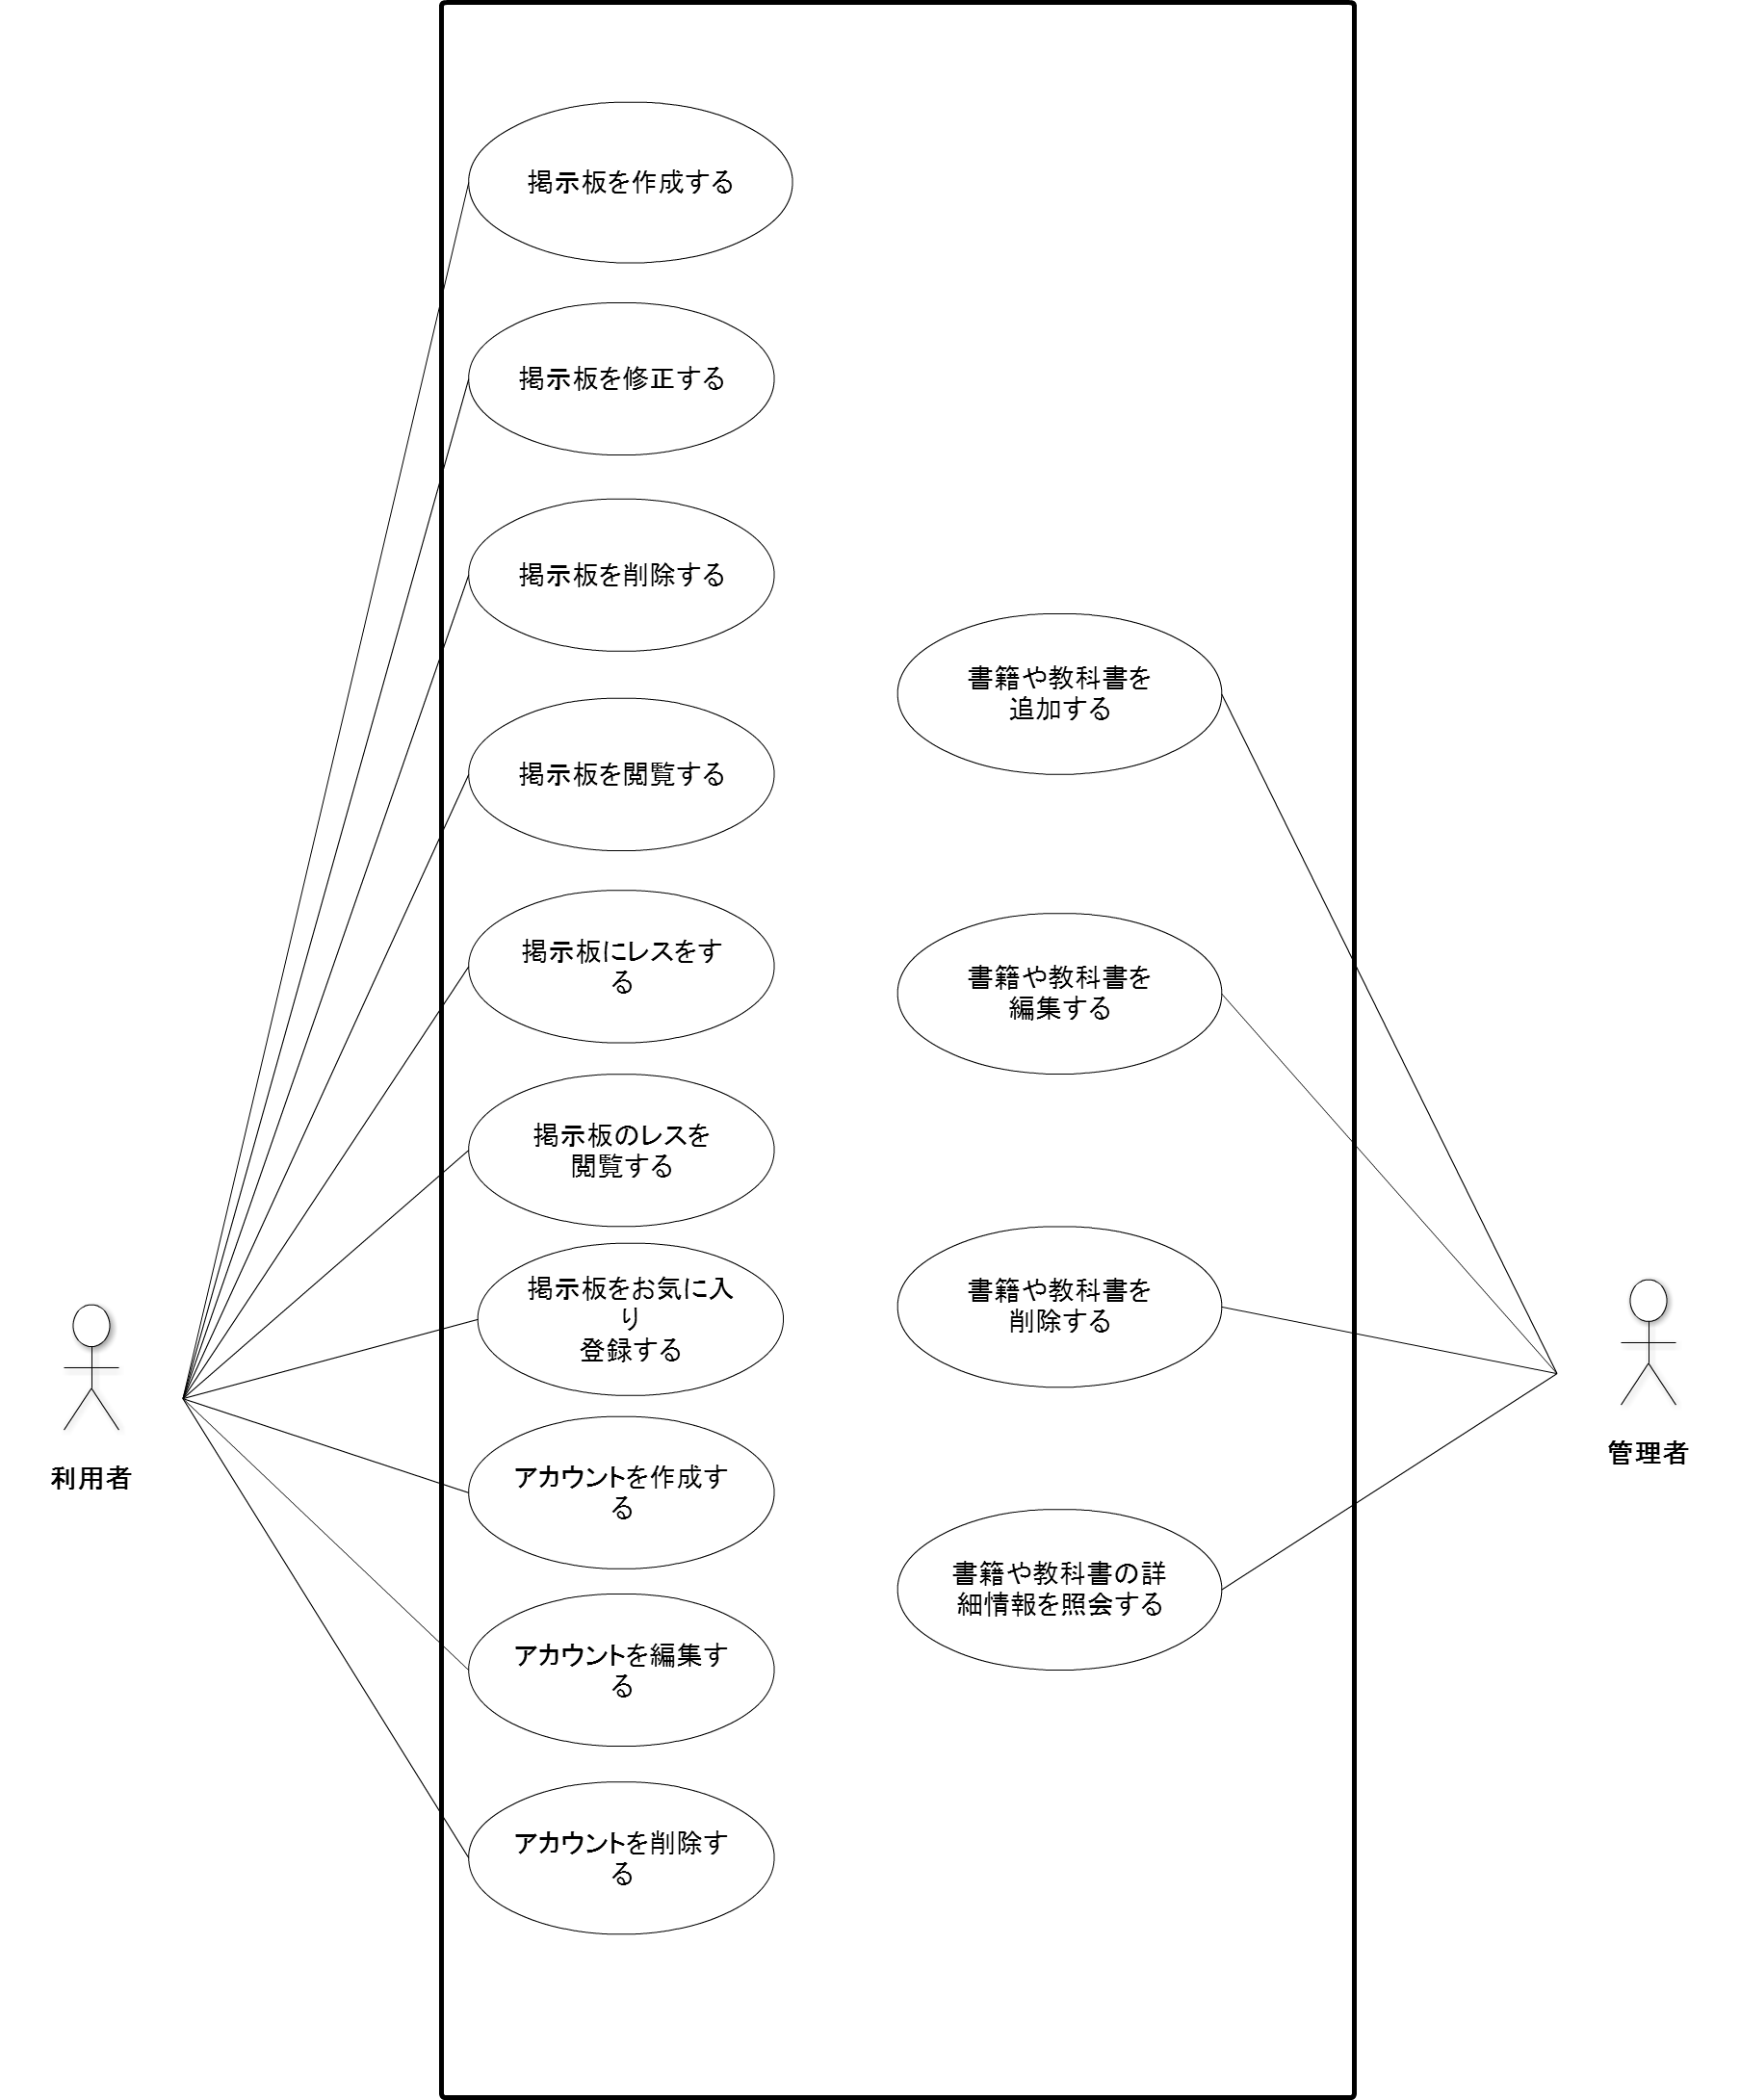 掲示板を作成する
掲示板を修正する
掲示板を削除する
掲示板を閲覧する
掲示板にレスをす
る
掲示板のレスを
閲覧する
掲示板をお気に入
り
登録する
アカウントを作成す
る
アカウントを編集す
る
アカウントを削除す
る
書籍や教科書を
追加する
書籍や教科書を
編集する
書籍や教科書を
削除する
書籍や教科書の詳
細情報を照会する
利用者
管理者